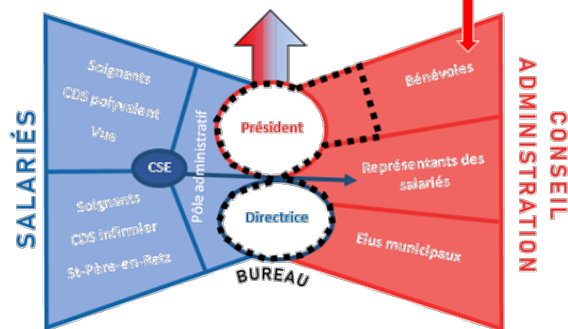 SALARIÉS
Soignants
CDS polyvalent
Vue
CSE
Soignants
CDS infirmier
St-Père-en-Retz
Pôle administratif
Président
Directrice
BUREAU
Bénévoles
Représentants des
salariés
Elus municipaux
CONSEIL
ADMINISTRATION